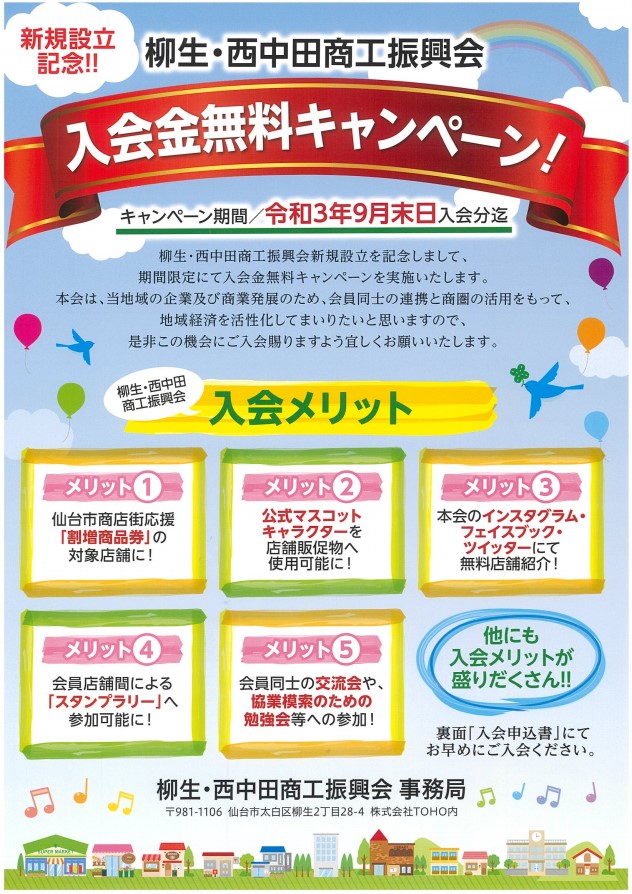 新規設立
記念!!
柳生・西中田商工振興会
入会金無料キャンペーン!
キャンペーン期間／令和3年9月末日入会分迄
柳生・西中田商工振興会新規設立を記念しまして、
期間限定にて入会金無料キャンペーンを実施いたします。
本会は、当地域の企業及び商業発展のため、会員同士の連携と商圏の活用をもって、
地域経済を活性化してまいりたいと思いますので、
是非この機会にご入会賜りますよう宜しくお願いいたします。
柳生・西中田
商工振興会
入会メリット
メリット①
仙台市商店街応援
「割増商品券」の
対象店舗に!
メリット②
公式マスコット
キャラクターを
店舗販促物へ
使用可能に!
メリット③
本会のインスタグラム・
フェイスブック・
ツイッターにて
無料店舗紹介!
メリット④
会員店舗間による
「スタンプラリー」へ
参加可能に!
メリット⑤
会員同士の交流会や、
協業模索のための
勉強会等への参加!
他にも
入会メリットが
盛りだくさん!!
裏面「入会申込書」にて
お早めにご入会ください。
柳生・西中田商工振興会 事務局
〒981-1106 仙台市太白区柳生2丁目28-4 株式会社TOHO内
SUPER MARKET